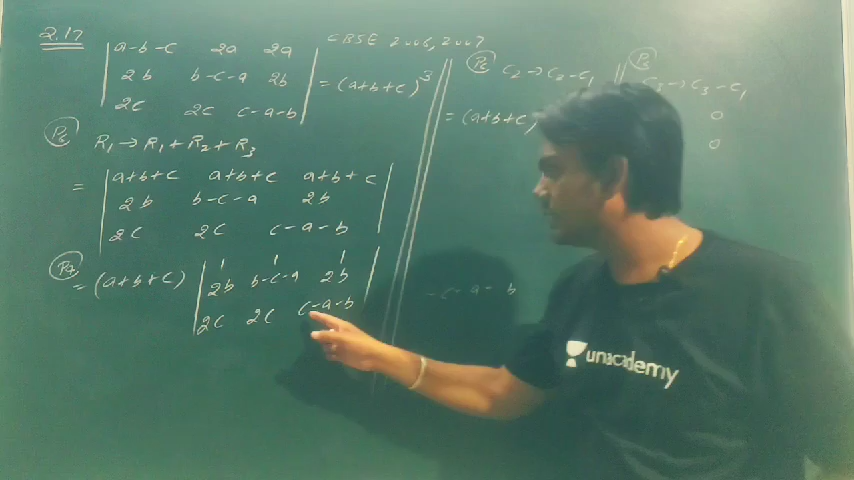 2.17
a-b-c 2a 2a
2b b-c-a 2b = (a+b+c)³
2c 2c c-a-b
CBSE 2006, 2007
P6 R₁ → R₁ + R₂ + R₃
= a+b+c a+b+c a+b+c
2b b-c-a 2b
2c 2c c-a-b
= (a+b+c) 1 1 1
2b b-c-a 2b
2c 2c c-a-b
C₂ → C₂ - C₁
C₃ → C₃ - C₁
= (a+b+c)
0
0
-c-a-b
unacademy